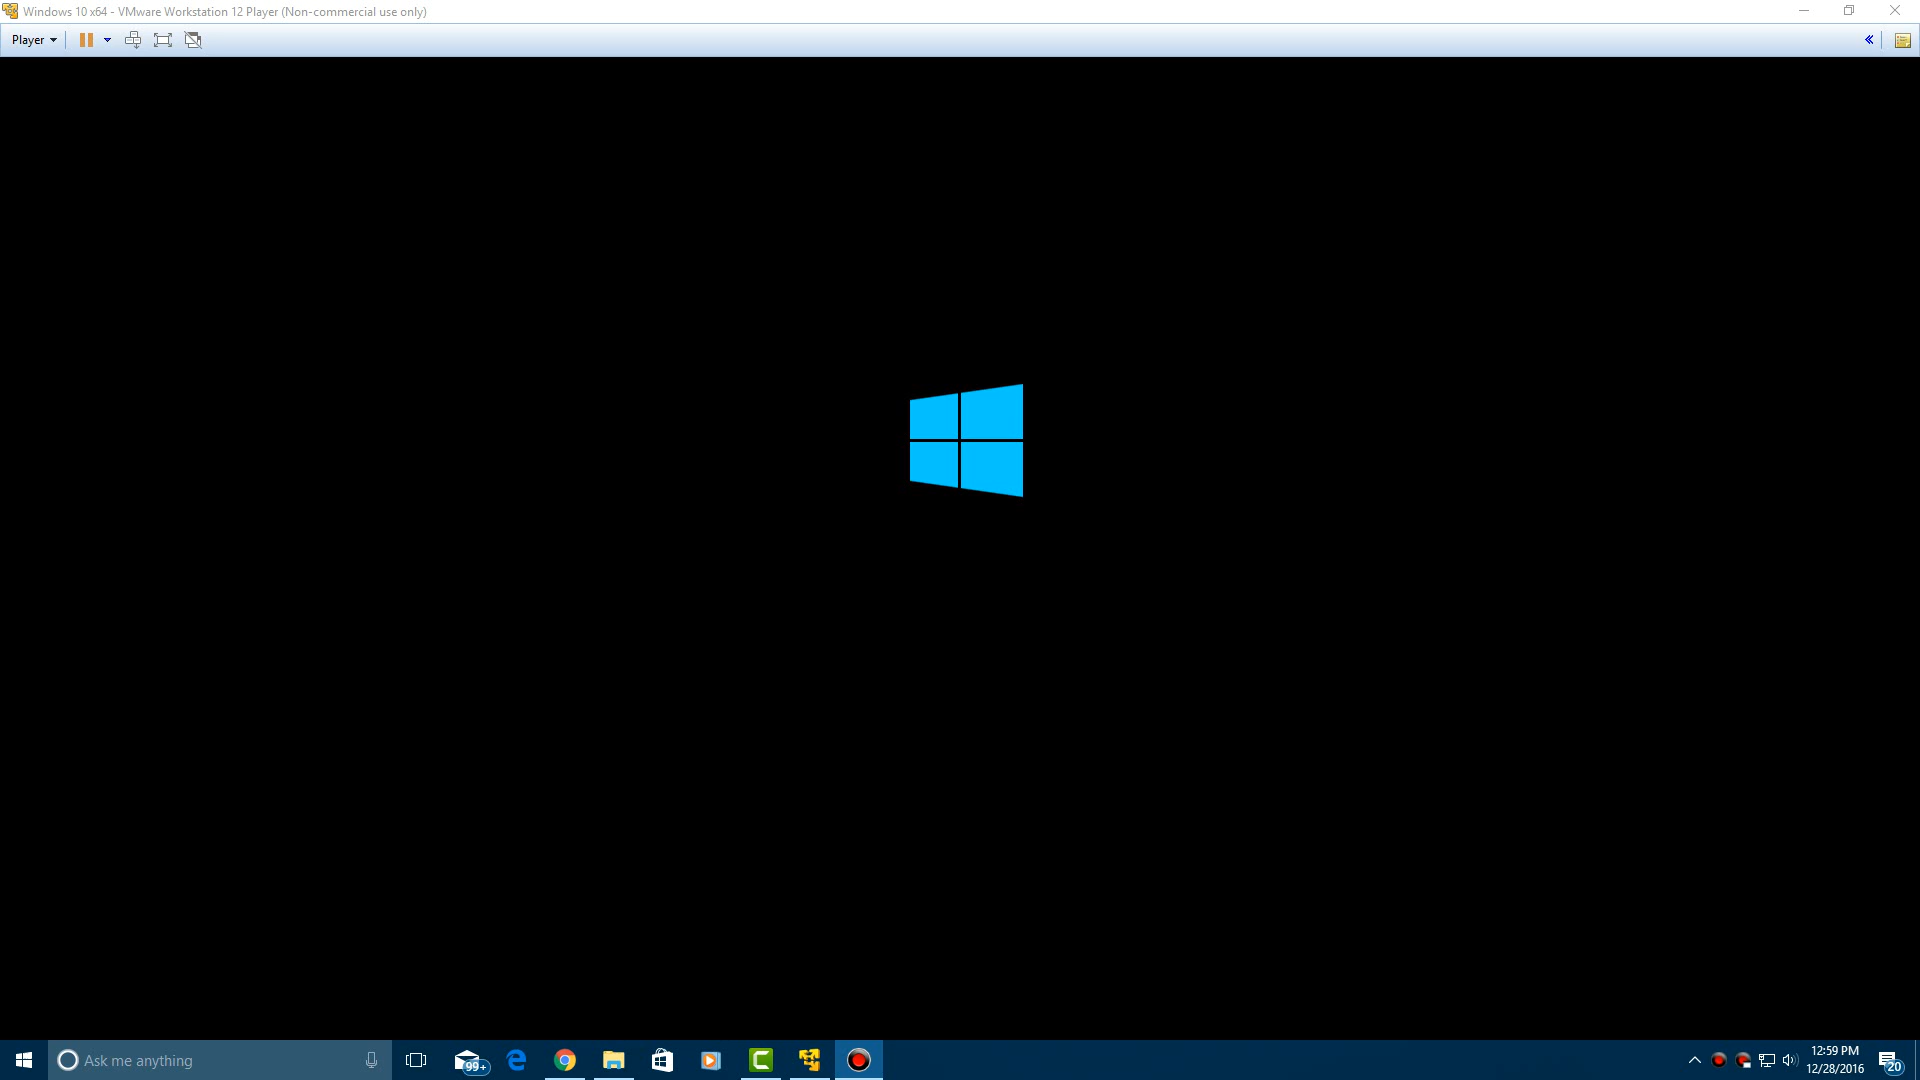 Windows 10 x64 - VMware Workstation 12 Player (Non-commercial use only)
Player
Ask me anything
99+
12:59 PM
12/28/2016
20